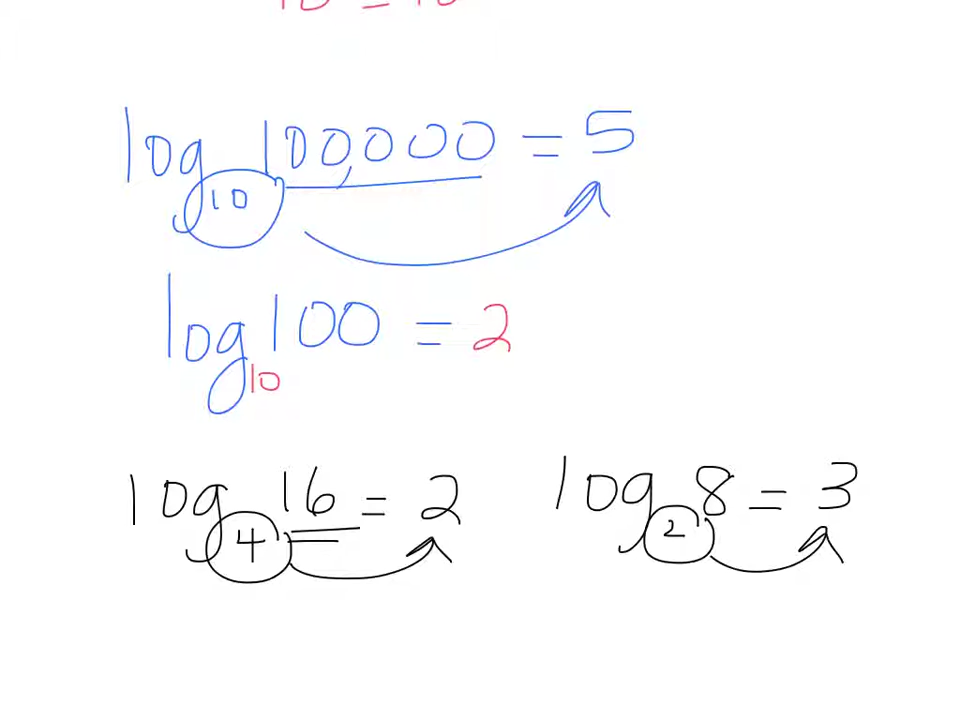 log₁₀ 100,000 = 5
log₁₀ 100 = 2
log₄ 16 = 2
log₂ 8 = 3